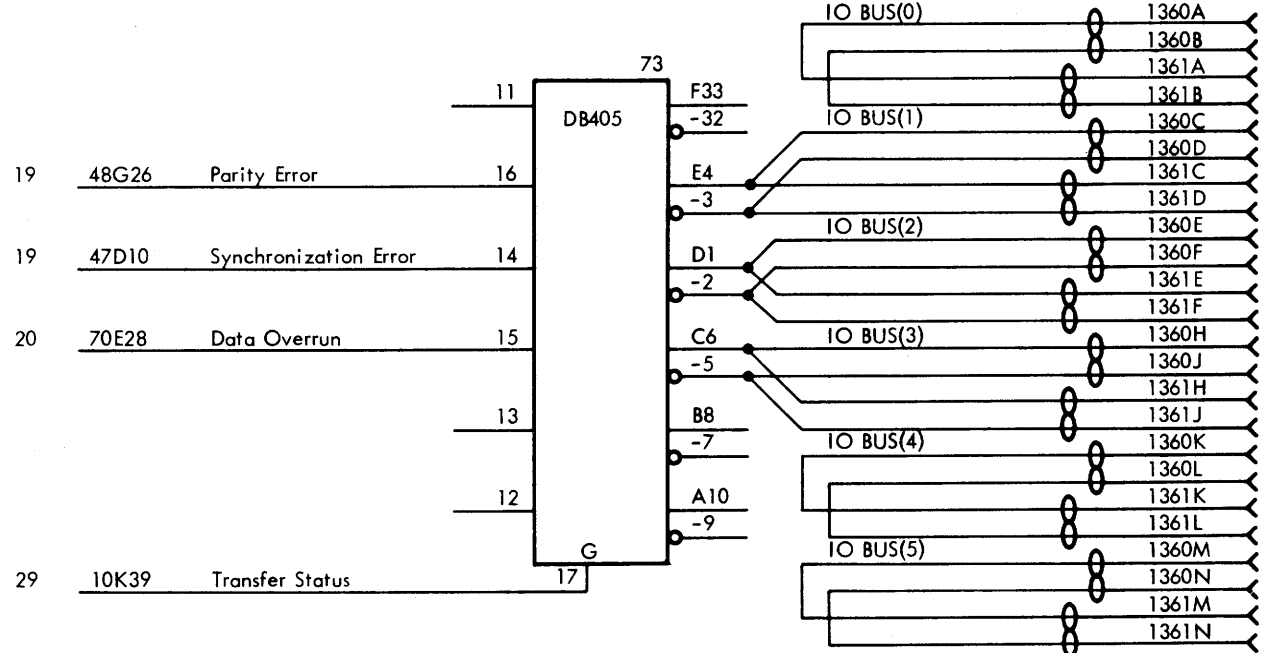 IO BUS(0)
1360A
1360B
1361A
1361B
73
11
DB405
F33
-32
IO BUS(1)
1360C
1360D
1361C
1361D
19 48G26 Parity Error 16
E4
-3
IO BUS(2)
1360E
1360F
1361E
1361F
19 47D10 Synchronization Error 14
D1
-2
IO BUS(3)
1360H
1360J
1361H
1361J
20 70E28 Data Overrun 15
C6
-5
13
B8
-7
IO BUS(4)
1360K
1360L
1361K
1361L
12
A10
-9
G
IO BUS(5)
1360M
1360N
1361M
1361N
29 10K39 Transfer Status 17